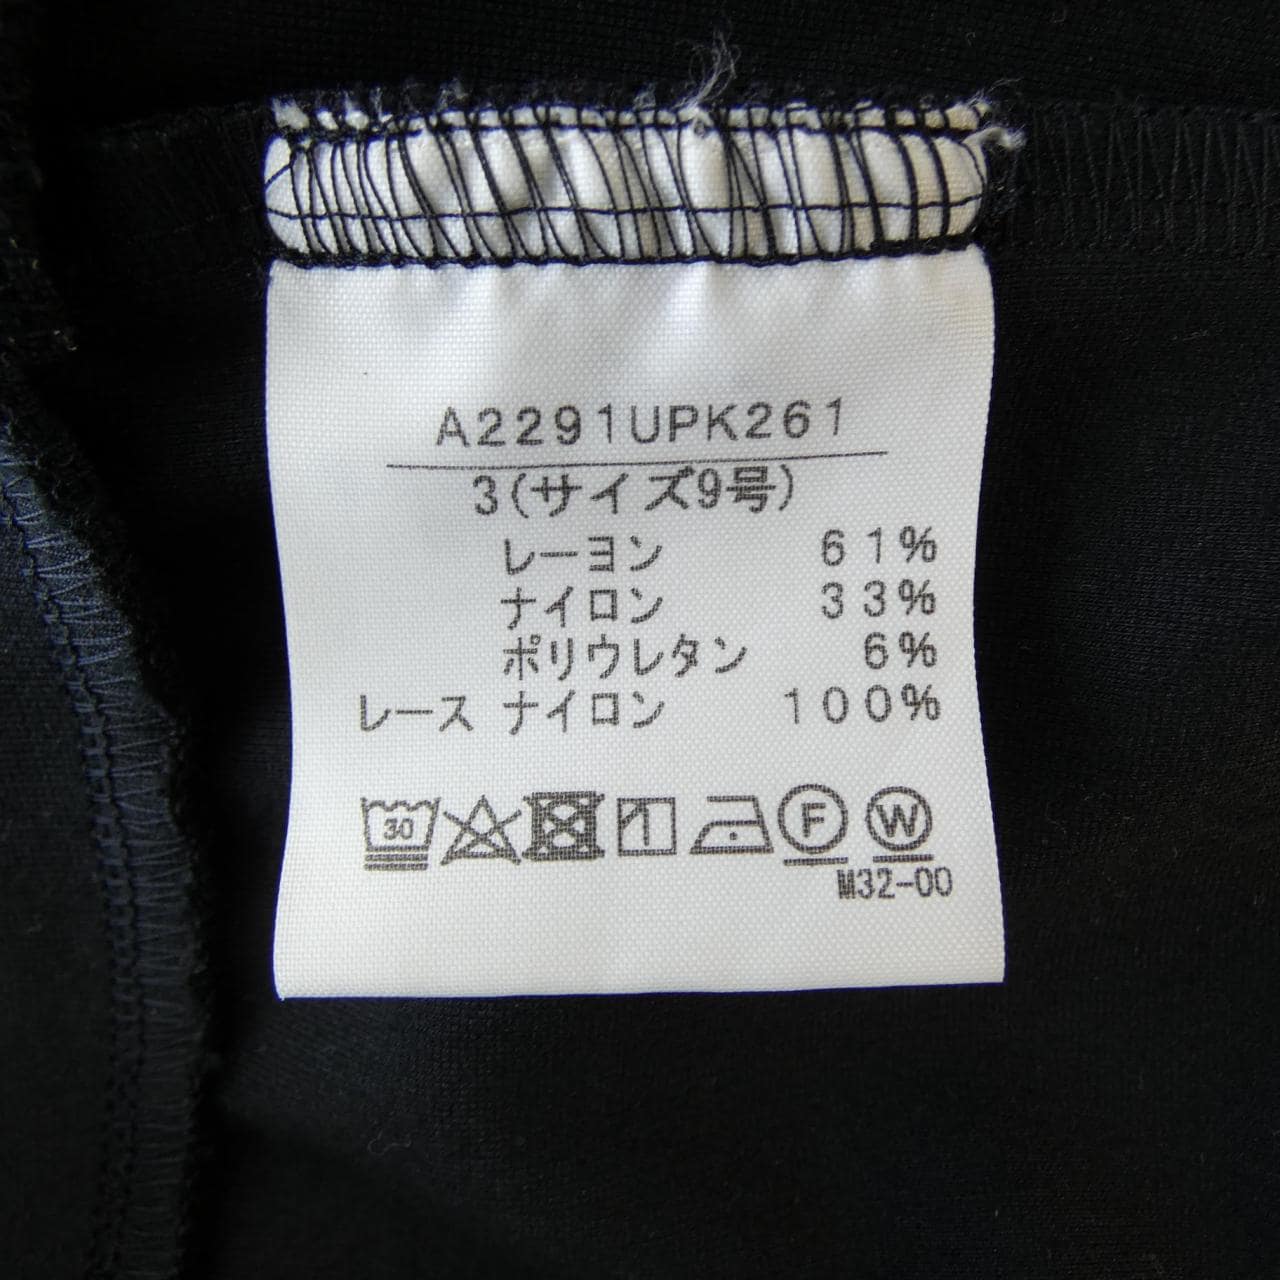 A2291UPK261
3(サイズ9号)
レーヨン 61%
ナイロン 33%
ポリウレタン 6%
レース ナイロン 100%
30 F W
M32-00